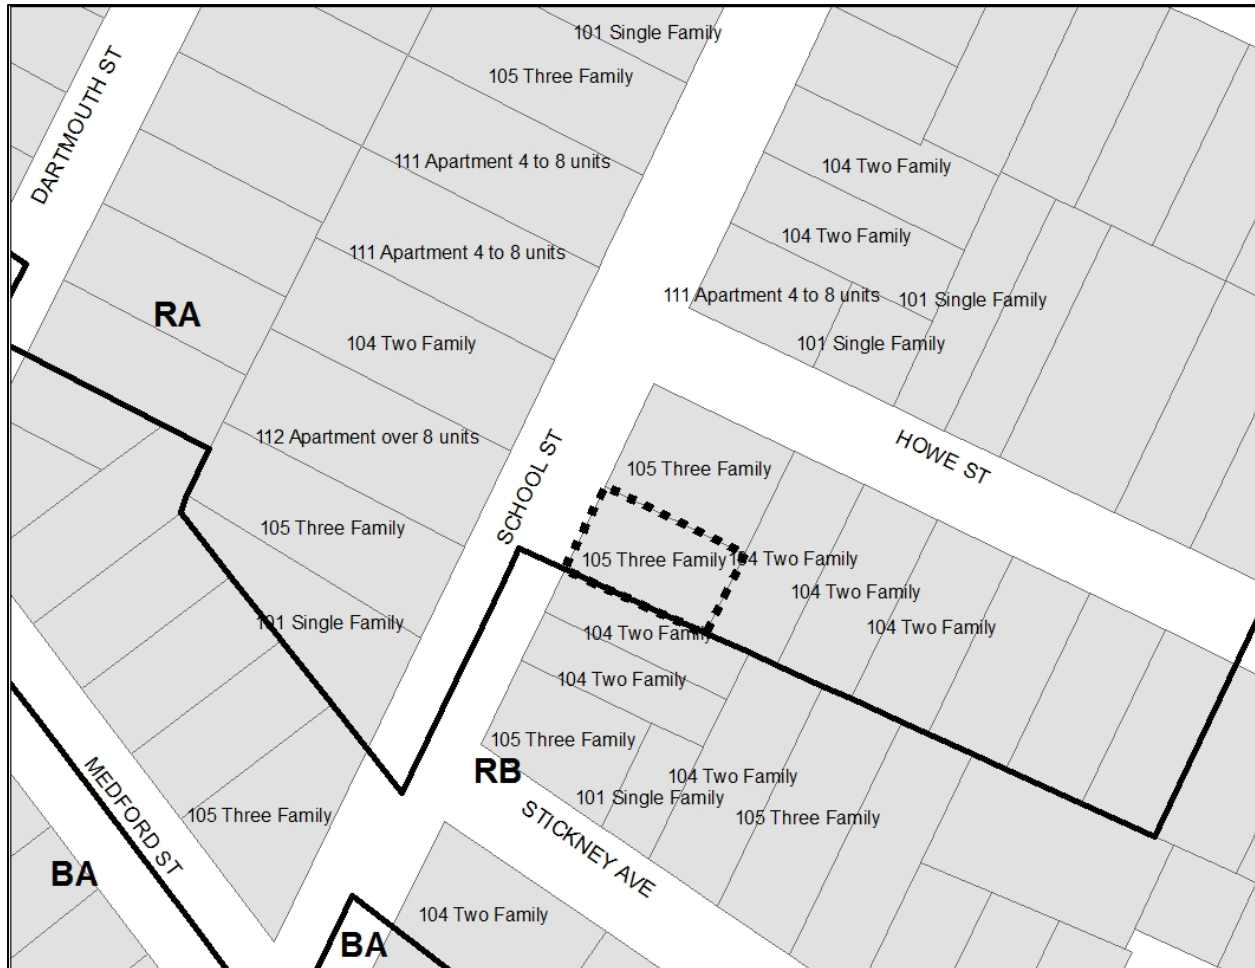 101 Single Family
105 Three Family
DARTMOUTH ST
111 Apartment 4 to 8 units
104 Two Family
104 Two Family
111 Apartment 4 to 8 units
111 Apartment 4 to 8 units
101 Single Family
RA
104 Two Family
101 Single Family
112 Apartment over 8 units
HOWE ST
105 Three Family
SCHOOL ST
105 Three Family
105 Three Family
104 Two Family
104 Two Family
101 Single Family
104 Two Family
104 Two Family
104 Two Family
105 Three Family
RB
104 Two Family
101 Single Family
105 Three Family
105 Three Family
MEDFORD ST
STICKNEY AVE
BA
104 Two Family
BA